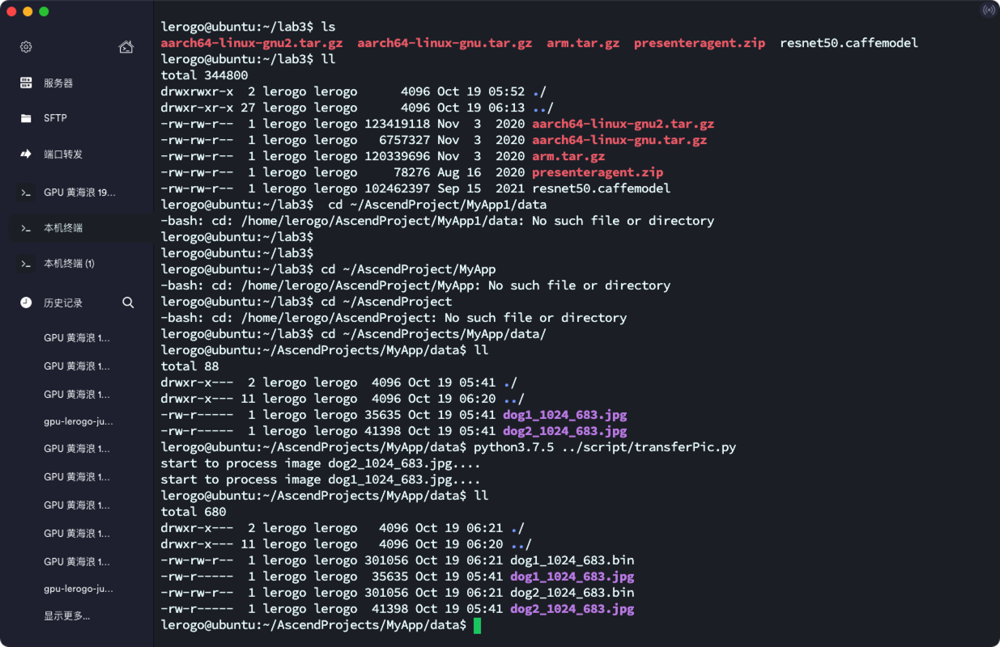 服务器
SFTP
端口转发
GPU 黄海浪 19...
本机终端
本机终端 (1)
历史记录
GPU 黄海浪 1...
GPU 黄海浪 1...
GPU 黄海浪 1...
gpu-lerogo-ju...
GPU 黄海浪 1...
GPU 黄海浪 1...
GPU 黄海浪 1...
GPU 黄海浪 1...
GPU 黄海浪 1...
gpu-lerogo-ju...
显示更多...
lerogo@ubuntu:~/lab3$ ls
aarch64-linux-gnu2.tar.gz  aarch64-linux-gnu.tar.gz  arm.tar.gz  presenteragent.zip  resnet50.caffemodel
lerogo@ubuntu:~/lab3$ ll
total 344800
drwxrwxr-x  2 lerogo lerogo      4096 Oct 19 05:52 ./
drwxr-xr-x 27 lerogo lerogo      4096 Oct 19 06:13 ../
-rw-rw-r--  1 lerogo lerogo 123419118 Nov  3  2020 aarch64-linux-gnu2.tar.gz
-rw-rw-r--  1 lerogo lerogo   6757327 Nov  3  2020 aarch64-linux-gnu.tar.gz
-rw-rw-r--  1 lerogo lerogo 120339696 Nov  3  2020 arm.tar.gz
-rw-rw-r--  1 lerogo lerogo     78276 Aug 16  2020 presenteragent.zip
-rw-rw-r--  1 lerogo lerogo 102462397 Sep 15  2021 resnet50.caffemodel
lerogo@ubuntu:~/lab3$  cd ~/AscendProject/MyApp1/data
-bash: cd: /home/lerogo/AscendProject/MyApp1/data: No such file or directory
lerogo@ubuntu:~/lab3$
lerogo@ubuntu:~/lab3$
lerogo@ubuntu:~/lab3$ cd ~/AscendProject/MyApp
-bash: cd: /home/lerogo/AscendProject/MyApp: No such file or directory
lerogo@ubuntu:~/lab3$ cd ~/AscendProject
-bash: cd: /home/lerogo/AscendProject: No such file or directory
lerogo@ubuntu:~/lab3$ cd ~/AscendProjects/MyApp/data/
lerogo@ubuntu:~/AscendProjects/MyApp/data$ ll
total 88
drwxr-x---  2 lerogo lerogo  4096 Oct 19 05:41 ./
drwxr-x--- 11 lerogo lerogo  4096 Oct 19 06:20 ../
-rw-r-----  1 lerogo lerogo 35635 Oct 19 05:41 dog1_1024_683.jpg
-rw-r-----  1 lerogo lerogo 41398 Oct 19 05:41 dog2_1024_683.jpg
lerogo@ubuntu:~/AscendProjects/MyApp/data$ python3.7.5 ../script/transferPic.py
start to process image dog2_1024_683.jpg....
start to process image dog1_1024_683.jpg....
lerogo@ubuntu:~/AscendProjects/MyApp/data$ ll
total 680
drwxr-x---  2 lerogo lerogo   4096 Oct 19 06:21 ./
drwxr-x--- 11 lerogo lerogo   4096 Oct 19 06:20 ../
-rw-rw-r--  1 lerogo lerogo 301056 Oct 19 06:21 dog1_1024_683.bin
-rw-r-----  1 lerogo lerogo  35635 Oct 19 05:41 dog1_1024_683.jpg
-rw-rw-r--  1 lerogo lerogo 301056 Oct 19 06:21 dog2_1024_683.bin
-rw-r-----  1 lerogo lerogo  41398 Oct 19 05:41 dog2_1024_683.jpg
lerogo@ubuntu:~/AscendProjects/MyApp/data$